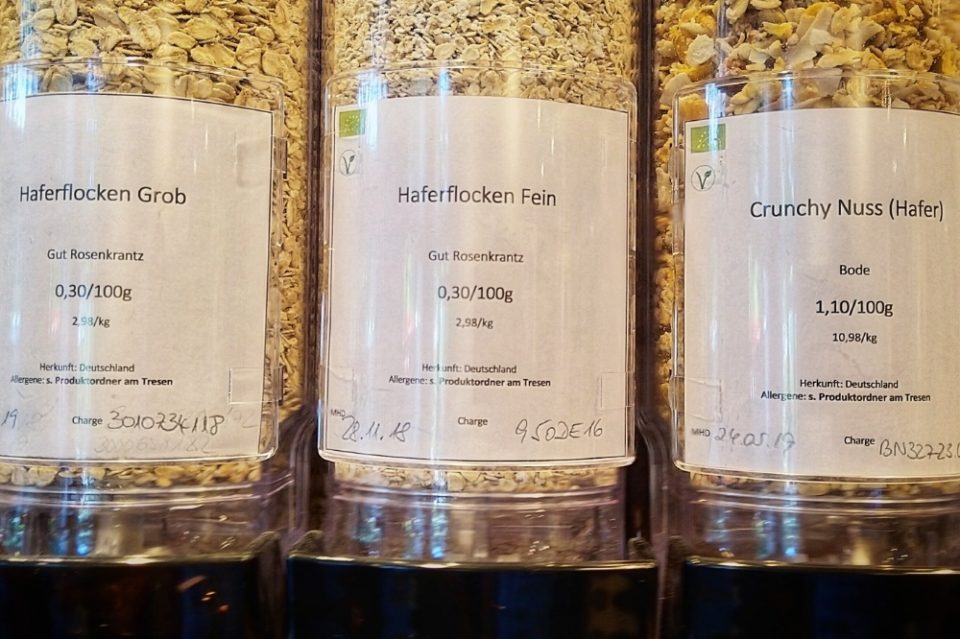 Haferflocken Grob
Gut Rosenkrantz
0,30/100g
2,98/kg
Herkunft: Deutschland
Allergene: s. Produktordner am Tresen
19
Charge 3010734118
Haferflocken Fein
Gut Rosenkrantz
0,30/100g
2,98/kg
Herkunft: Deutschland
Allergene: s. Produktordner am Tresen
MHD 28.11.18 Charge 950DE16
Crunchy Nuss (Hafer)
Bode
1,10/100g
10,98/kg
Herkunft: Deutschland
Allergene: s. Produktordner am Tresen
MHD 24.05.19 Charge